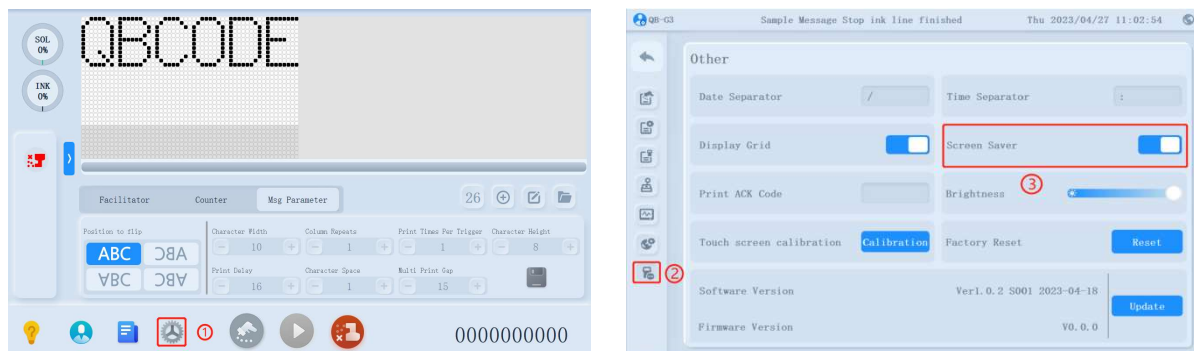 SOL
0%
INK
0%
QBCODE
Facilitator Counter Msg Parameter 26
Position to flip
ABC ABC
ABC ABC
Character Width Column Repeats Print Times Per Trigger Character Height
10 1 1 8
Print Delay Character Space Multi Print Gap
16 1 15
① 0000000000
QB-G3 Sample Message Stop ink line finished Thu 2023/04/27 11:02:54
Other
Date Separator / Time Separator :
Display Grid Screen Saver
Print ACK Code Brightness ③
Touch screen calibration Calibration Factory Reset Reset
②
Software Version Ver1.0.2 S001 2023-04-18
Update
Firmware Version V0.0.0